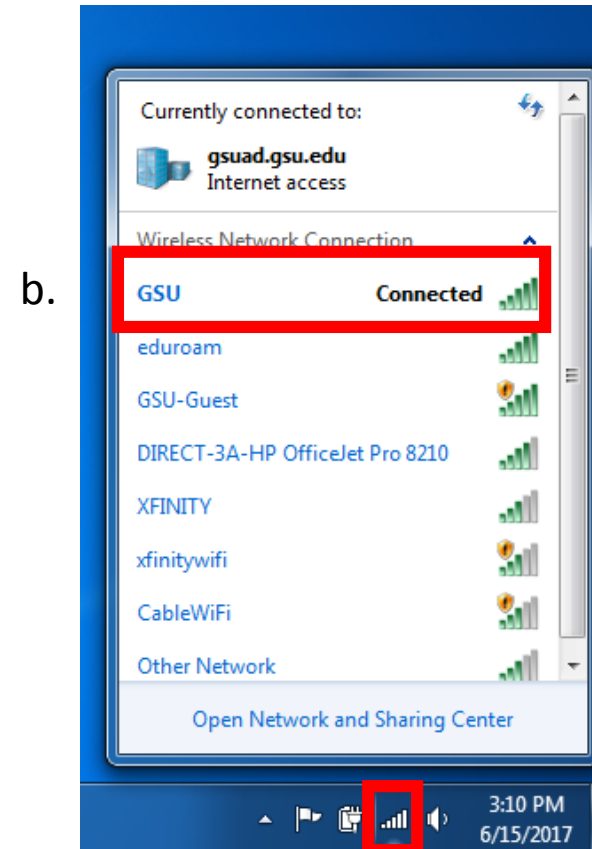 Currently connected to:
gsuad.gsu.edu
Internet access
Wireless Network Connection
b.
GSU Connected
eduroam
GSU-Guest
DIRECT-3A-HP OfficeJet Pro 8210
XFINITY
xfinitywifi
CableWiFi
Other Network
Open Network and Sharing Center
3:10 PM
6/15/2017